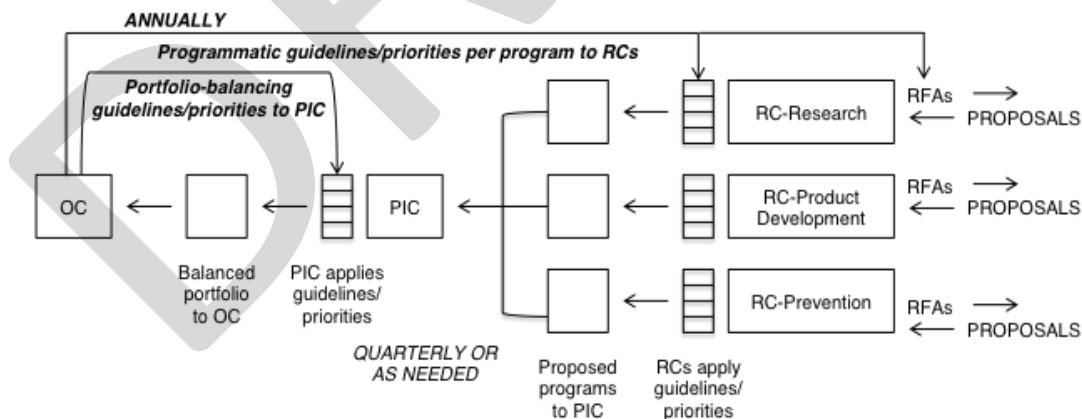 ANNUALLY
Programmatic guidelines/priorities per program to RCs
Portfolio-balancing
guidelines/priorities to PIC
RC-Research
RFAs
PROPOSALS
OC
PIC
RC-Product
Development
RFAs
PROPOSALS
Balanced
portfolio
to OC
PIC applies
guidelines/
priorities
RC-Prevention
RFAs
PROPOSALS
QUARTERLY OR
AS NEEDED
Proposed
programs
to PIC
RCs apply
guidelines/
priorities